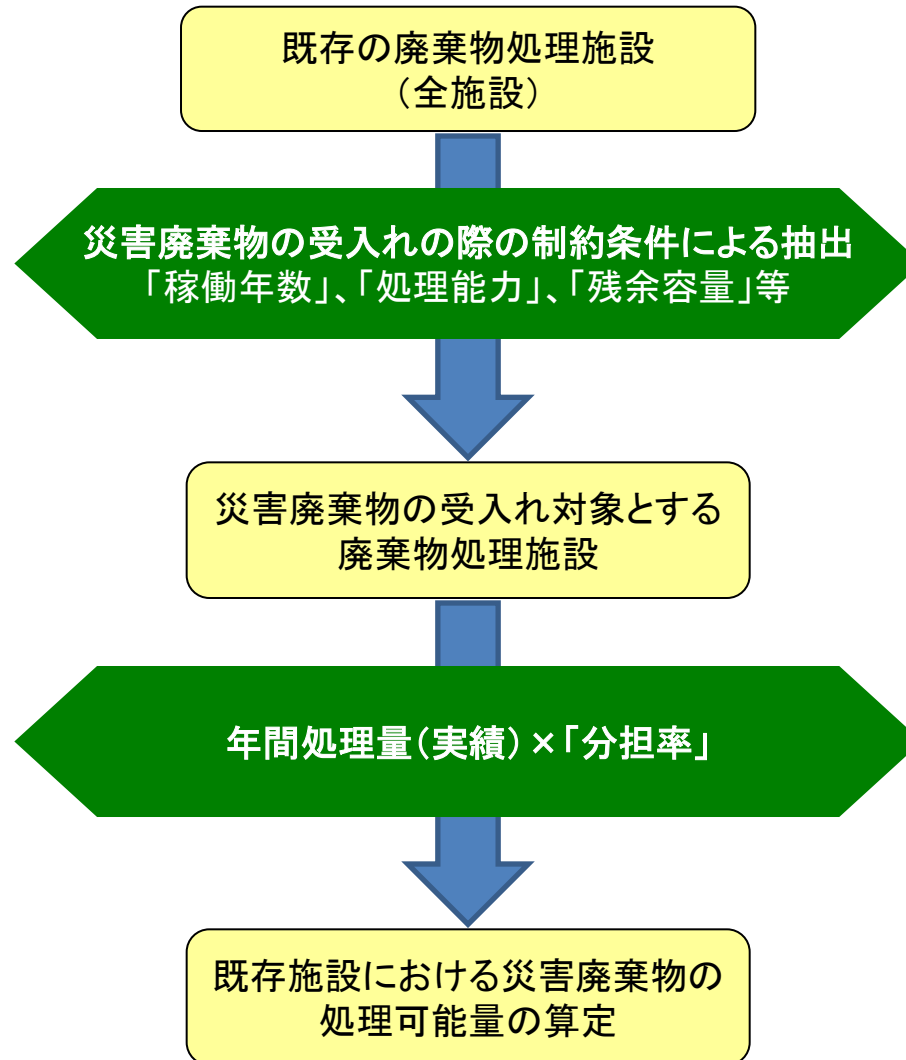 既存の廃棄物処理施設
（全施設）
災害廃棄物の受入れの際の制約条件による抽出
「稼働年数」、「処理能力」、「残余容量」等
災害廃棄物の受入れ対象とする
廃棄物処理施設
年間処理量（実績）×「分担率」
既存施設における災害廃棄物の
処理可能量の算定